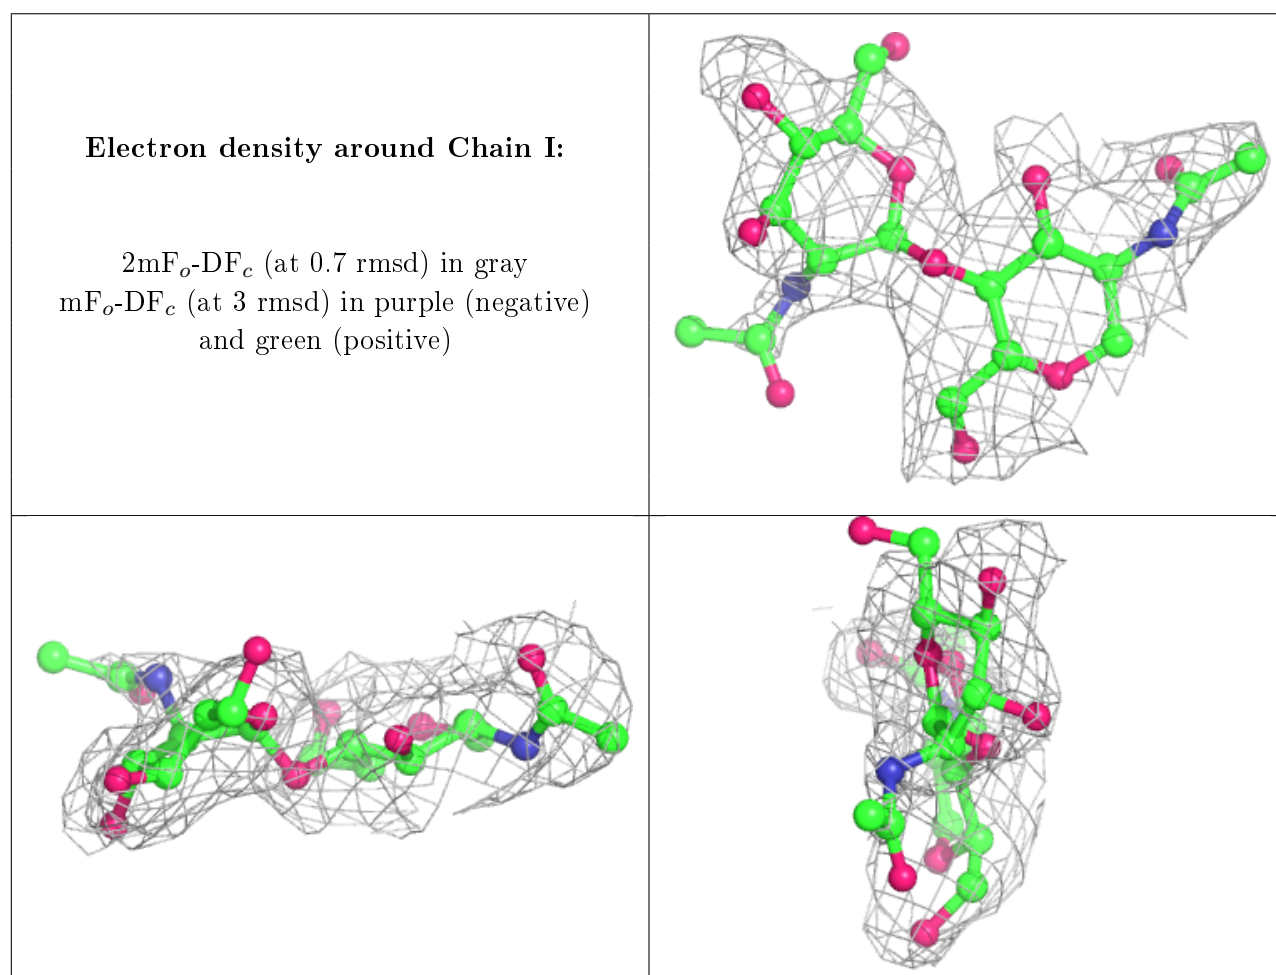 Electron density around Chain I:
2mFo-DFc (at 0.7 rmsd) in gray
mFo-DFc (at 3 rmsd) in purple (negative)
and green (positive)